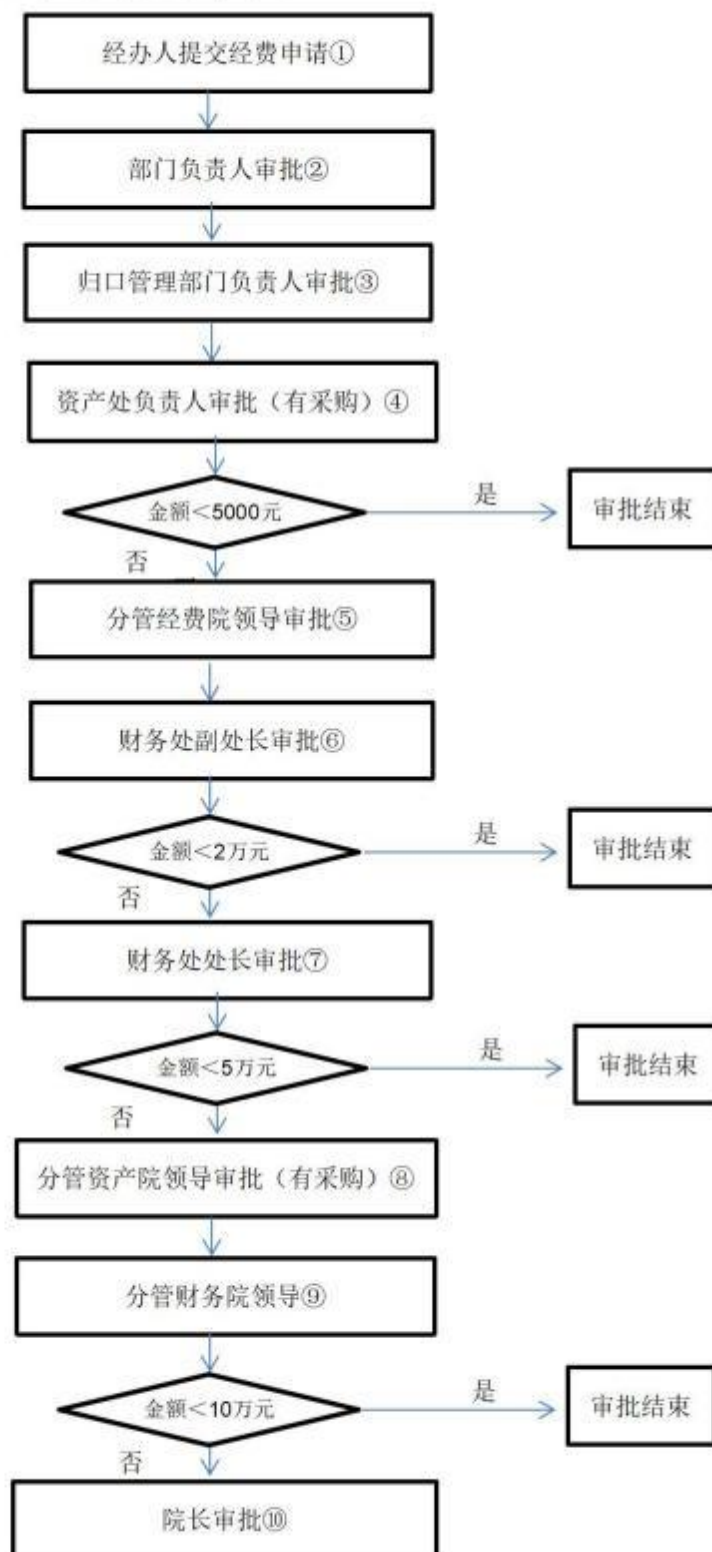 经办人提交经费申请①
部门负责人审批②
归口管理部门负责人审批③
资产处负责人审批（有采购）④
金额＜5000元
是
审批结束
否
分管经费院领导审批⑤
财务处副处长审批⑥
金额＜2万元
是
审批结束
否
财务处处长审批⑦
金额＜5万元
是
审批结束
否
分管资产院领导审批（有采购）⑧
分管财务院领导⑨
金额＜10万元
是
审批结束
否
院长审批⑩